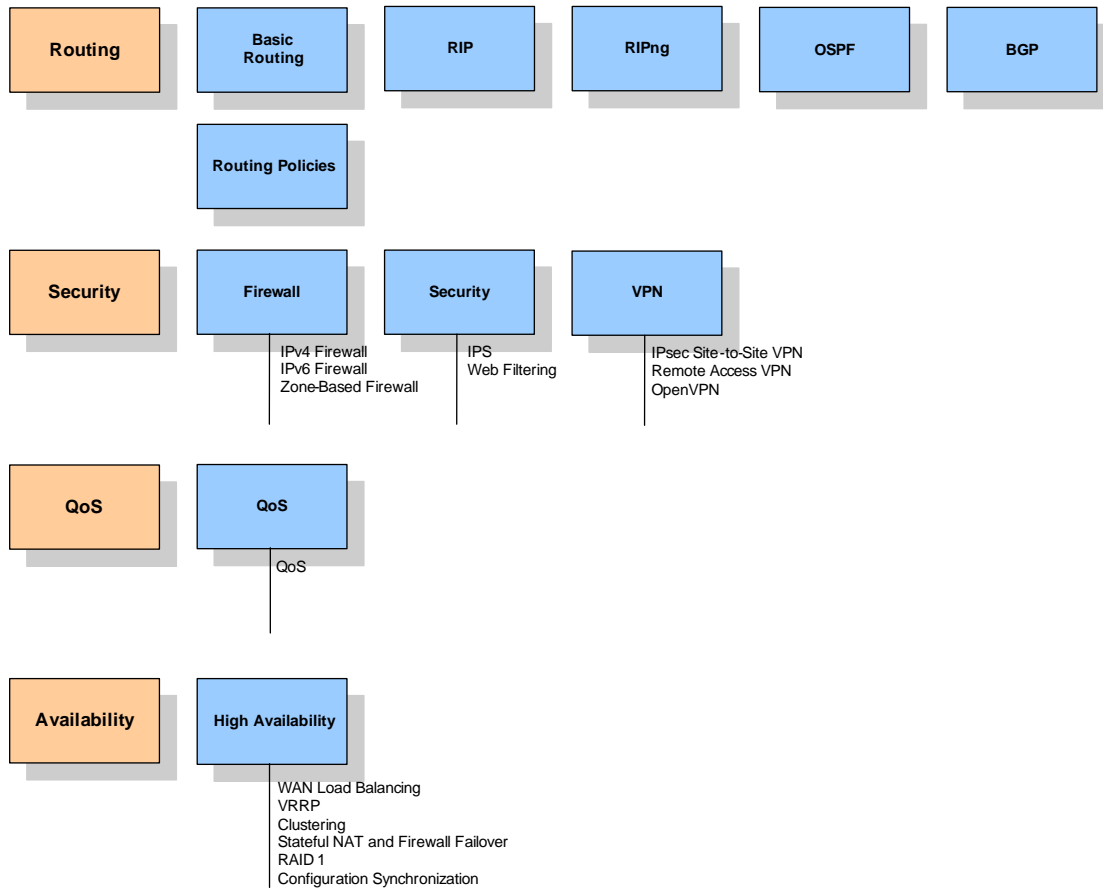 Routing
Basic
Routing
RIP
RIPng
OSPF
BGP
Routing Policies
Security
Firewall
IPv4 Firewall
IPv6 Firewall
Zone-Based Firewall
Security
IPS
Web Filtering
VPN
IPsec Site-to-Site VPN
Remote Access VPN
OpenVPN
QoS
QoS
QoS
Availability
High Availability
WAN Load Balancing
VRRP
Clustering
Stateful NAT and Firewall Failover
RAID 1
Configuration Synchronization